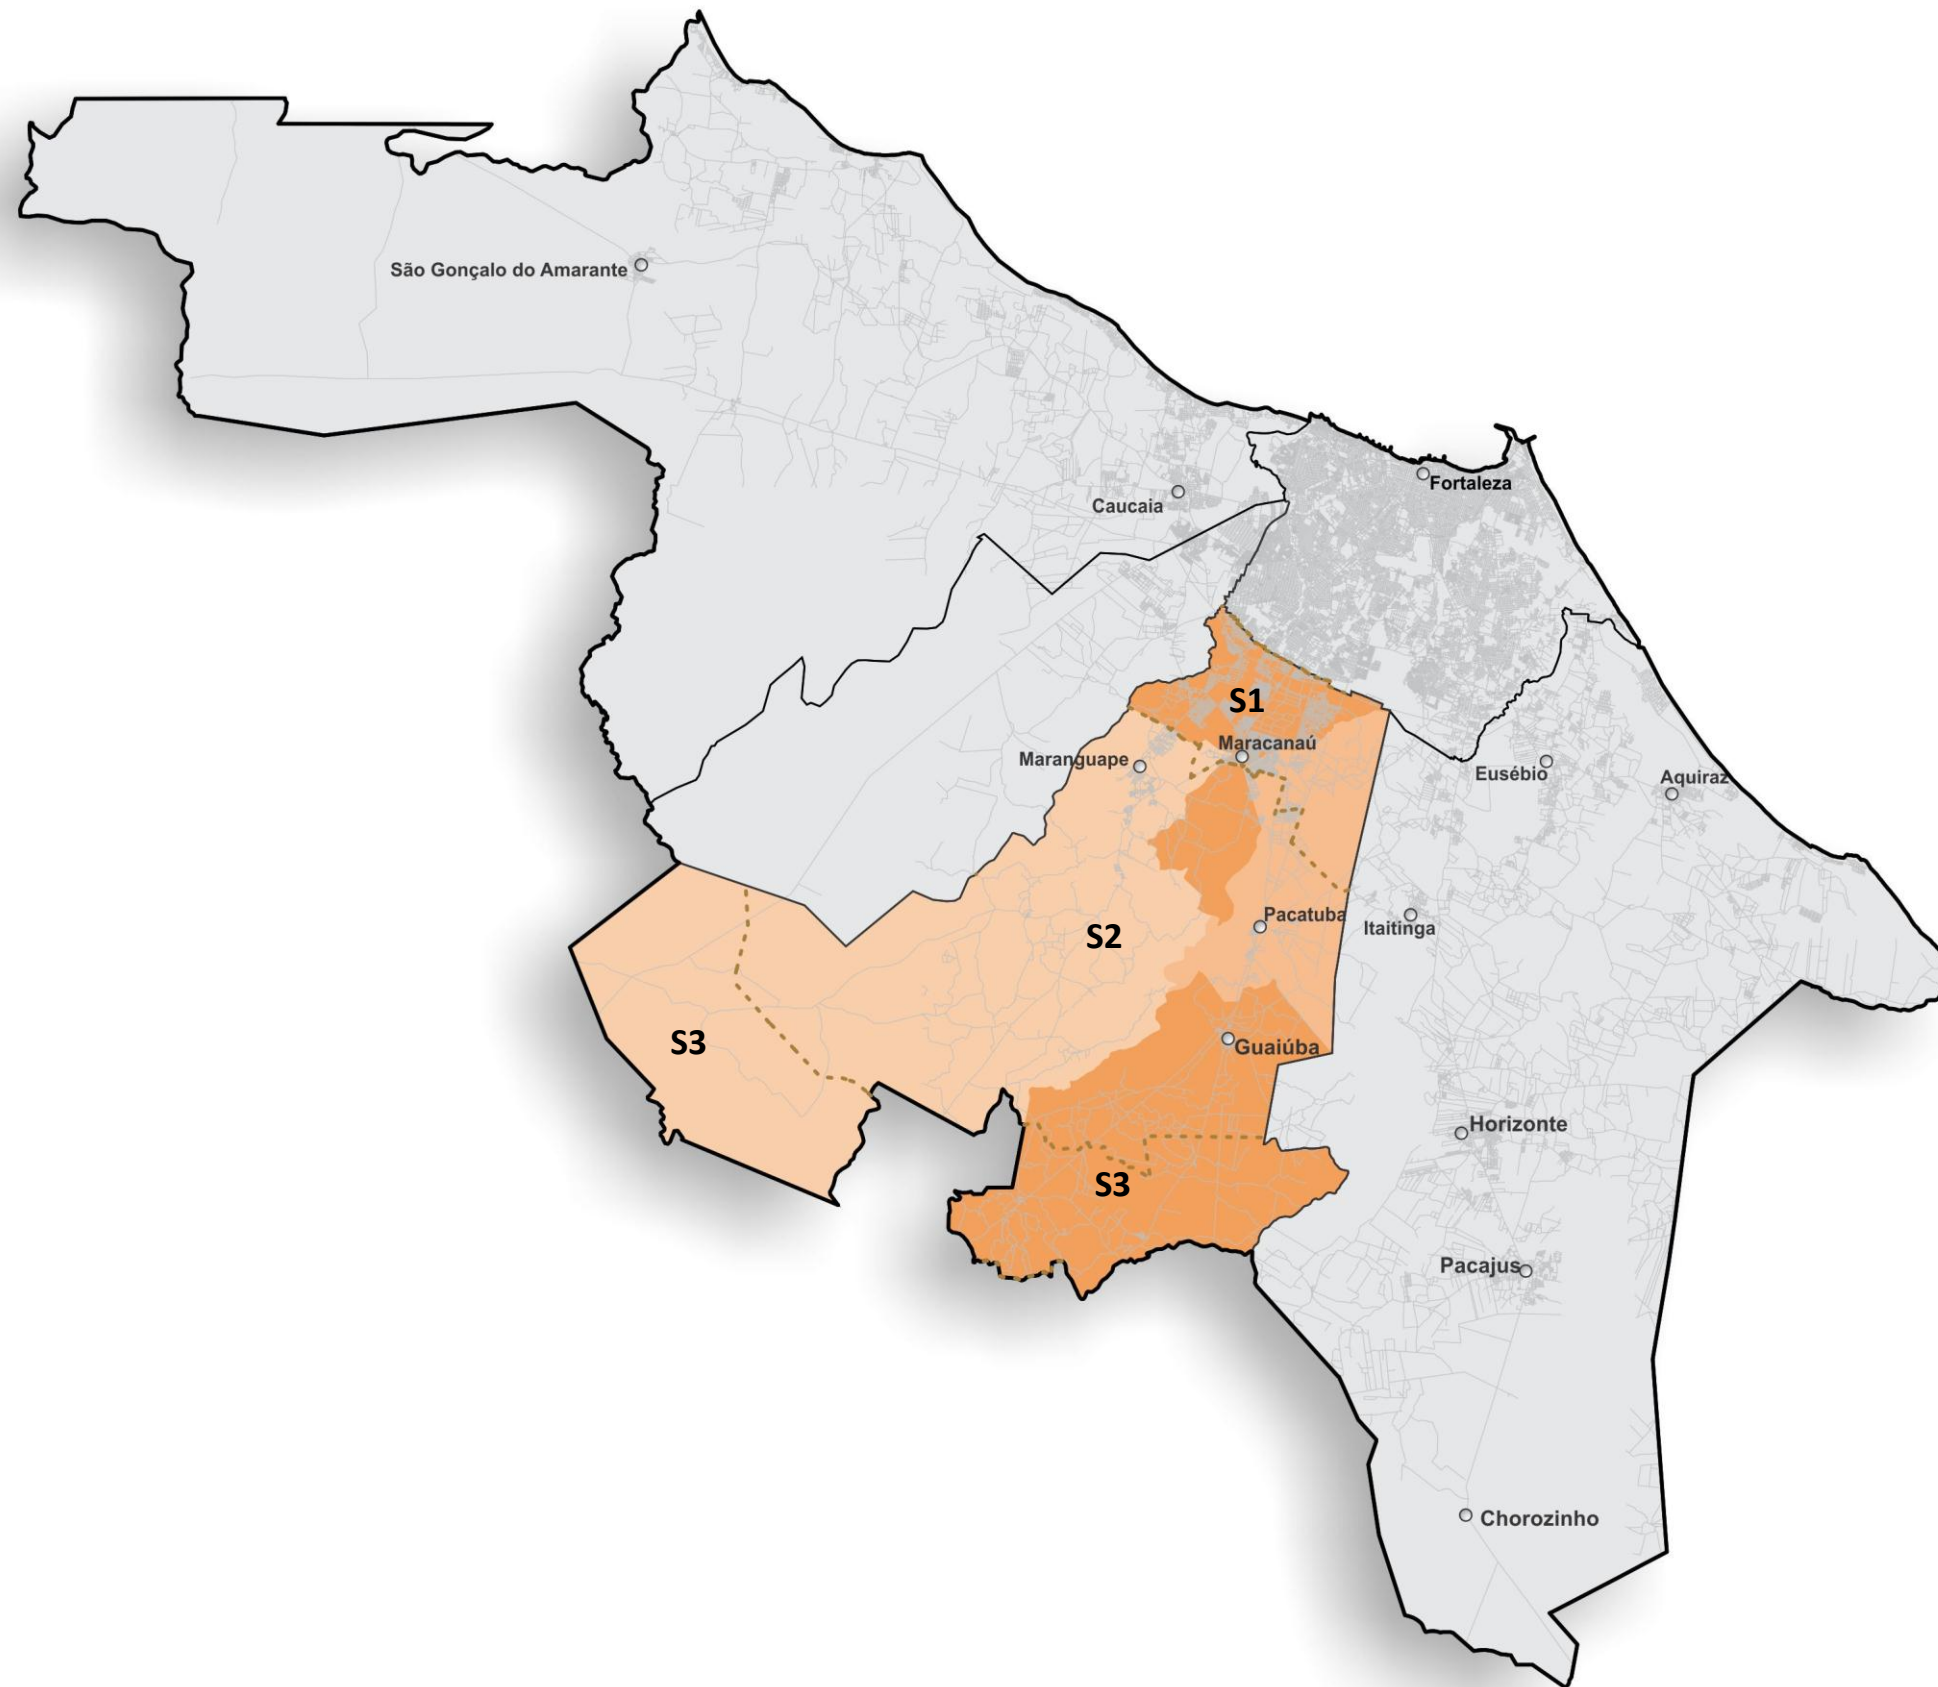 São Gonçalo do Amarante
Fortaleza
Caucaia
S1
Maracanaú
Maranguape
Eusébio
Aquiraz
Pacatuba
Itaitinga
S2
S3
Guaiúba
Horizonte
S3
Pacajus
Chorozinho